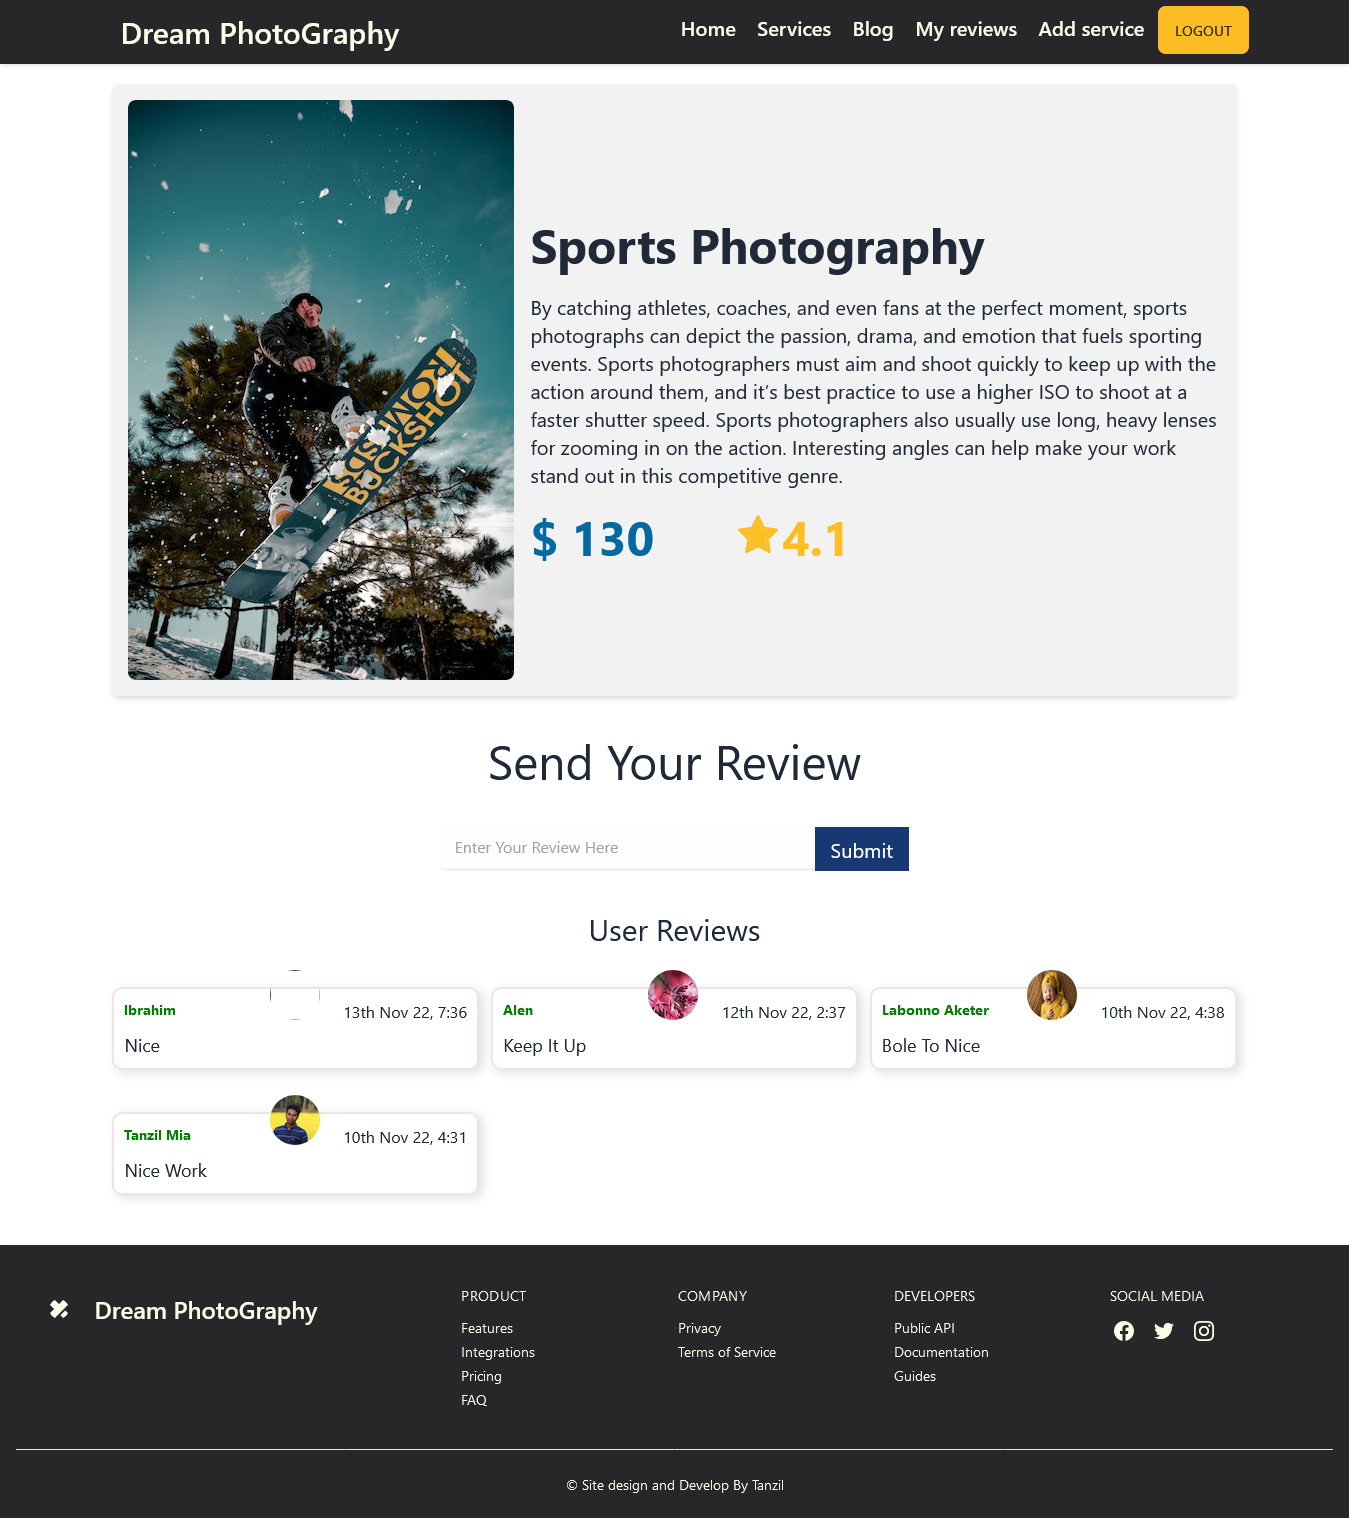 Dream PhotoGraphy
Home Services Blog My reviews Add service LOGOUT
Sports Photography
By catching athletes, coaches, and even fans at the perfect moment, sports
photographs can depict the passion, drama, and emotion that fuels sporting
events. Sports photographers must aim and shoot quickly to keep up with the
action around them, and it’s best practice to use a higher ISO to shoot at a
faster shutter speed. Sports photographers also usually use long, heavy lenses
for zooming in on the action. Interesting angles can help make your work
stand out in this competitive genre.
$ 130 4.1
Send Your Review
Enter Your Review Here Submit
User Reviews
Ibrahim 13th Nov 22, 7:36
Nice
Alen 12th Nov 22, 2:37
Keep It Up
Labonno Aketer 10th Nov 22, 4:38
Bole To Nice
Tanzil Mia 10th Nov 22, 4:31
Nice Work
Dream PhotoGraphy
PRODUCT
Features
Integrations
Pricing
FAQ
COMPANY
Privacy
Terms of Service
DEVELOPERS
Public API
Documentation
Guides
SOCIAL MEDIA
© Site design and Develop By Tanzil